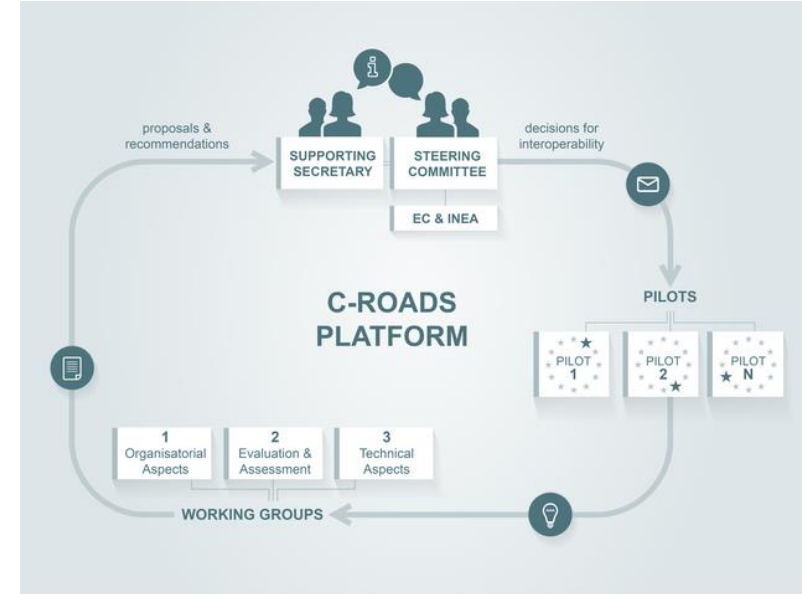 proposals &
recommendations
i
SUPPORTING
SECRETARY
STEERING
COMMITTEE
EC & INEA
decisions for
interoperability
C-ROADS
PLATFORM
PILOTS
PILOT
1
PILOT
2
PILOT
N
1
Organisatorial
Aspects
2
Evaluation &
Assessment
3
Technical
Aspects
WORKING GROUPS